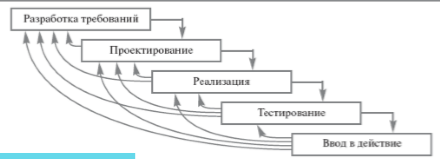 Разработка требований
Проектирование
Реализация
Тестирование
Ввод в действие